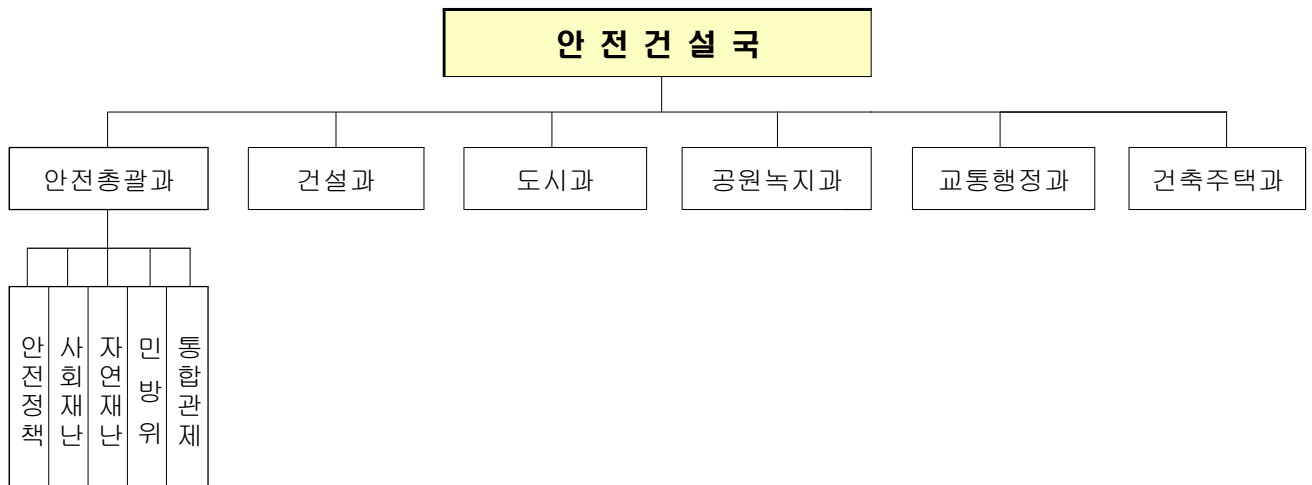 안 전 건 설 국
안전총괄과
건설과
도시과
공원녹지과
교통행정과
건축주택과
안전정책
사회재난
자연재난
민방위
통합관제